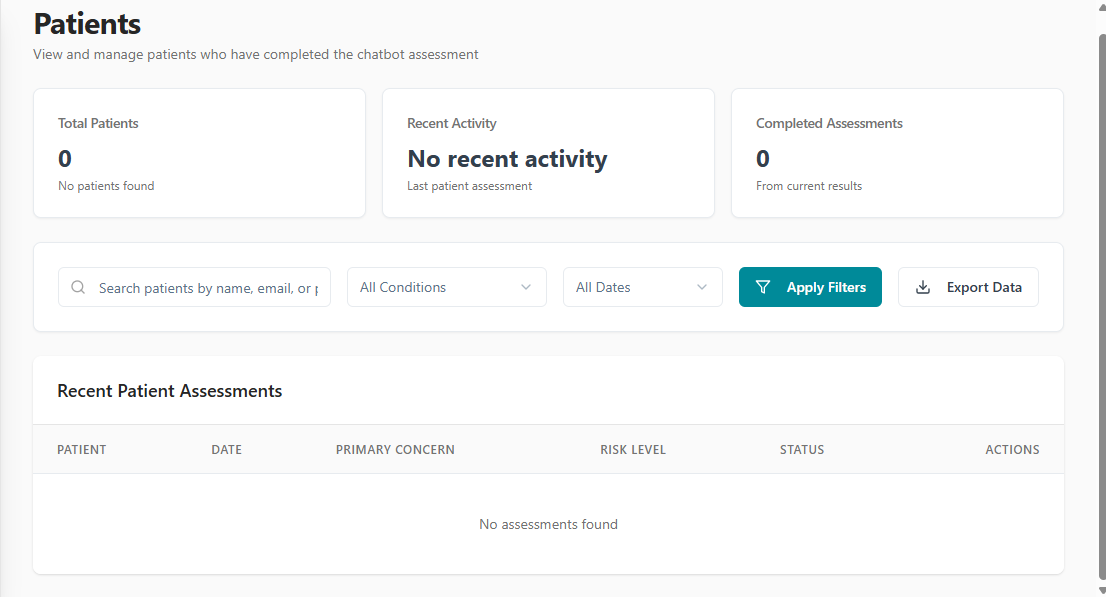 Patients
View and manage patients who have completed the chatbot assessment
Total Patients
0
No patients found
Recent Activity
No recent activity
Last patient assessment
Completed Assessments
0
From current results
Search patients by name, email, or
All Conditions
All Dates
Apply Filters
Export Data
Recent Patient Assessments
PATIENT DATE PRIMARY CONCERN RISK LEVEL STATUS ACTIONS
No assessments found